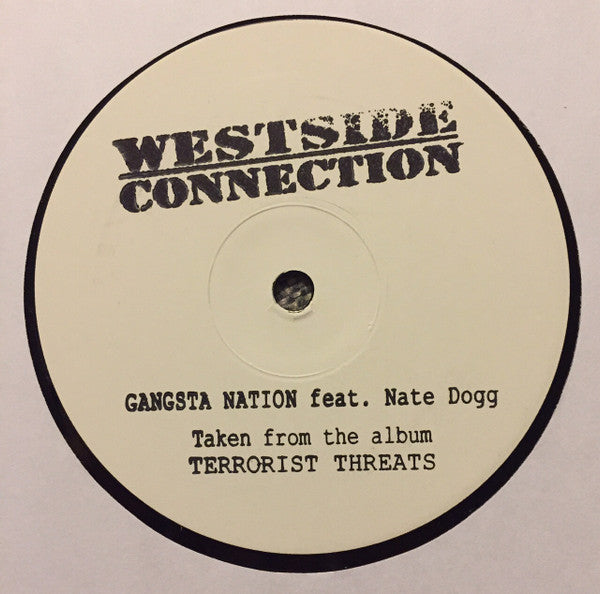 WESTSIDE
CONNECTION
GANGSTA NATION feat. Nate Dogg
Taken from the album
TERRORIST THREATS